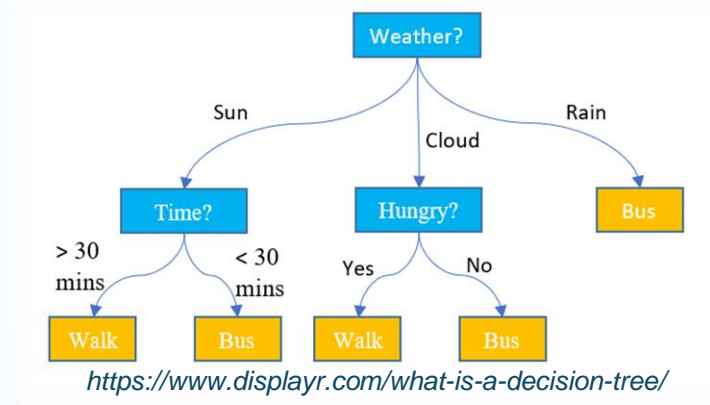 Weather?
Sun
Cloud
Rain
Time?
Hungry?
Bus
> 30
mins
< 30
mins
Yes
No
Walk
Bus
Walk
Bus
https://www.displayr.com/what-is-a-decision-tree/